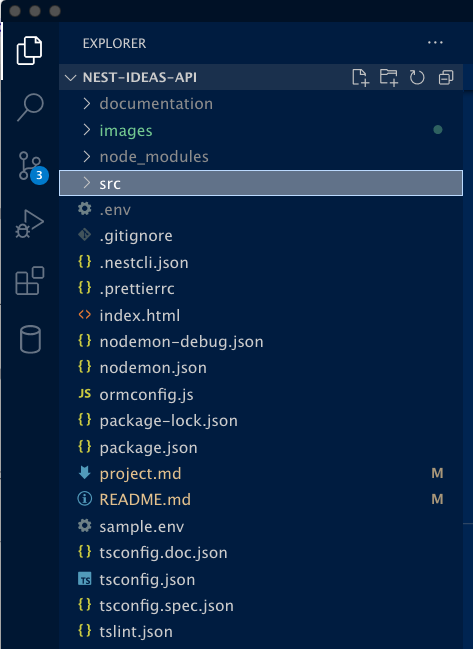 EXPLORER
NEST-IDEAS-API
documentation
images
node_modules
3
src
.env
.gitignore
{} .nestcli.json
{} .prettierrc
<> index.html
{} nodemon-debug.json
{} nodemon.json
JS ormconfig.js
{} package-lock.json
{} package.json
project.md M
README.md M
sample.env
{} tsconfig.doc.json
TS tsconfig.json
{} tsconfig.spec.json
{} tslint.json